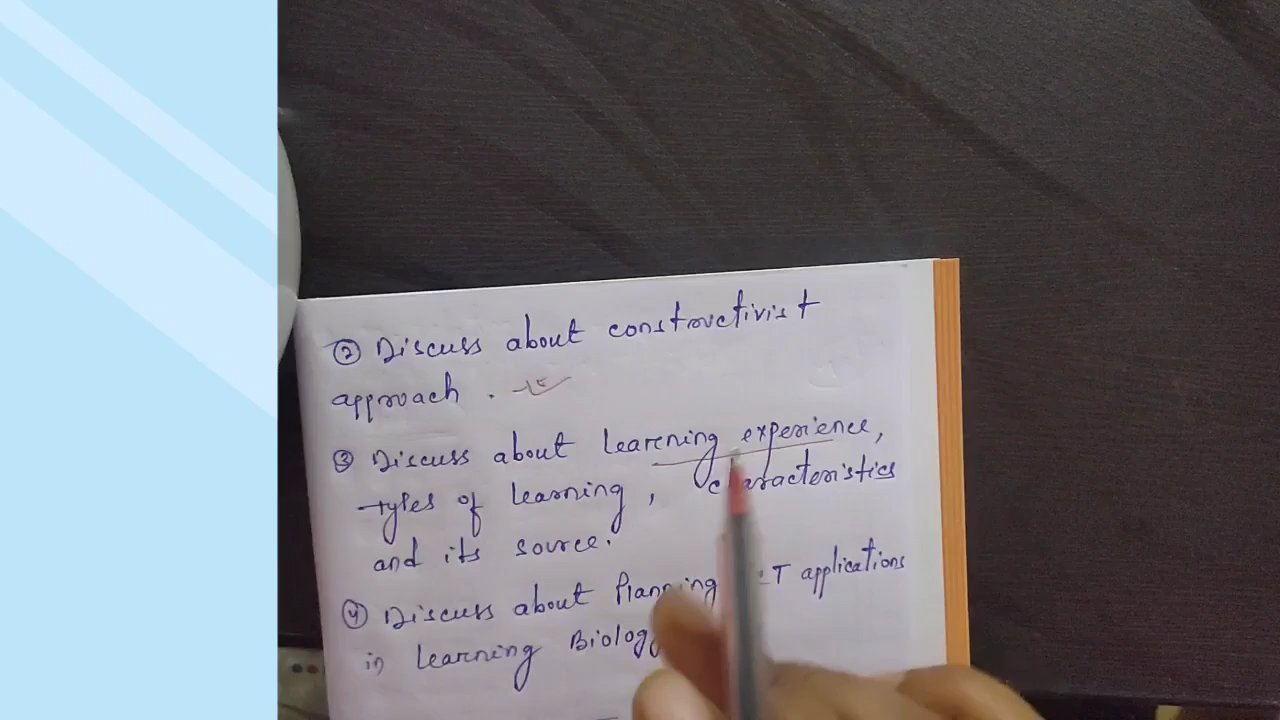 ② Discuss about constructivist
approach.
③ Discuss about learning experience,
types of learning, characteristics
and its source.
④ Discuss about Planning applications
in learning Biology